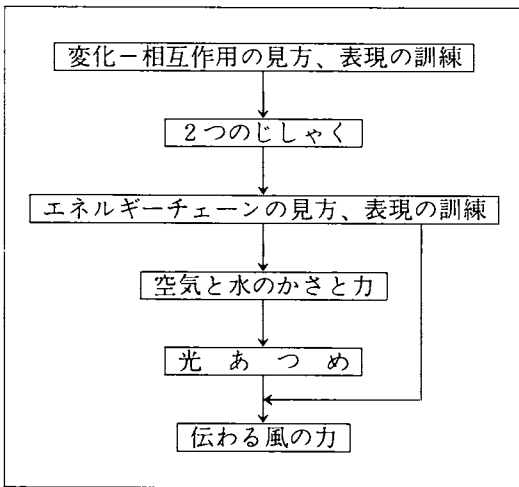 変化－相互作用の見方、表現の訓練
２つのじしゃく
エネルギーチェーンの見方、表現の訓練
空気と水のかさと力
光あつめ
伝わる風の力